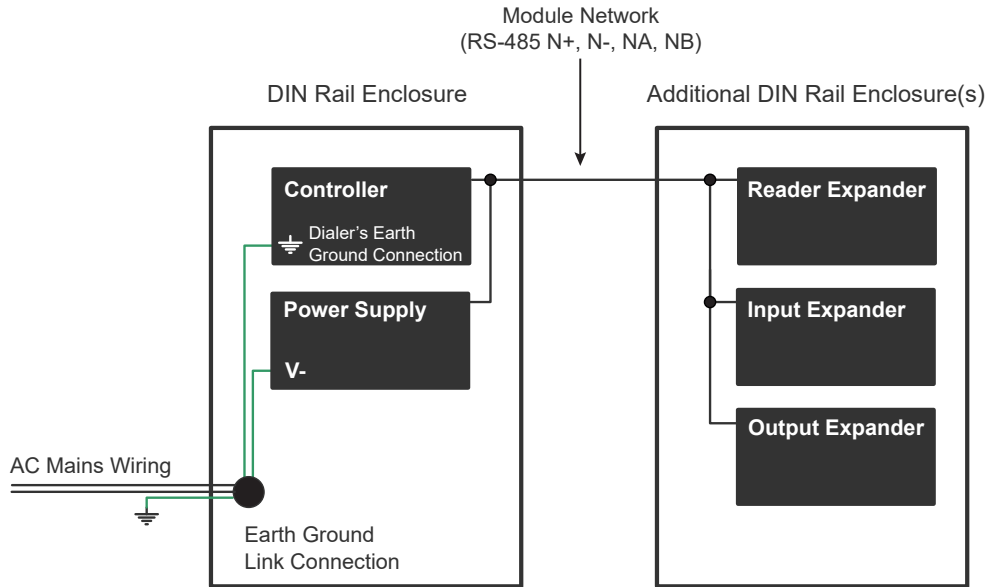 Module Network
(RS-485 N+, N-, NA, NB)
DIN Rail Enclosure
Additional DIN Rail Enclosure(s)
Controller
Dialer’s Earth
Ground Connection
Power Supply
V-
Reader Expander
Input Expander
Output Expander
AC Mains Wiring
Earth Ground
Link Connection